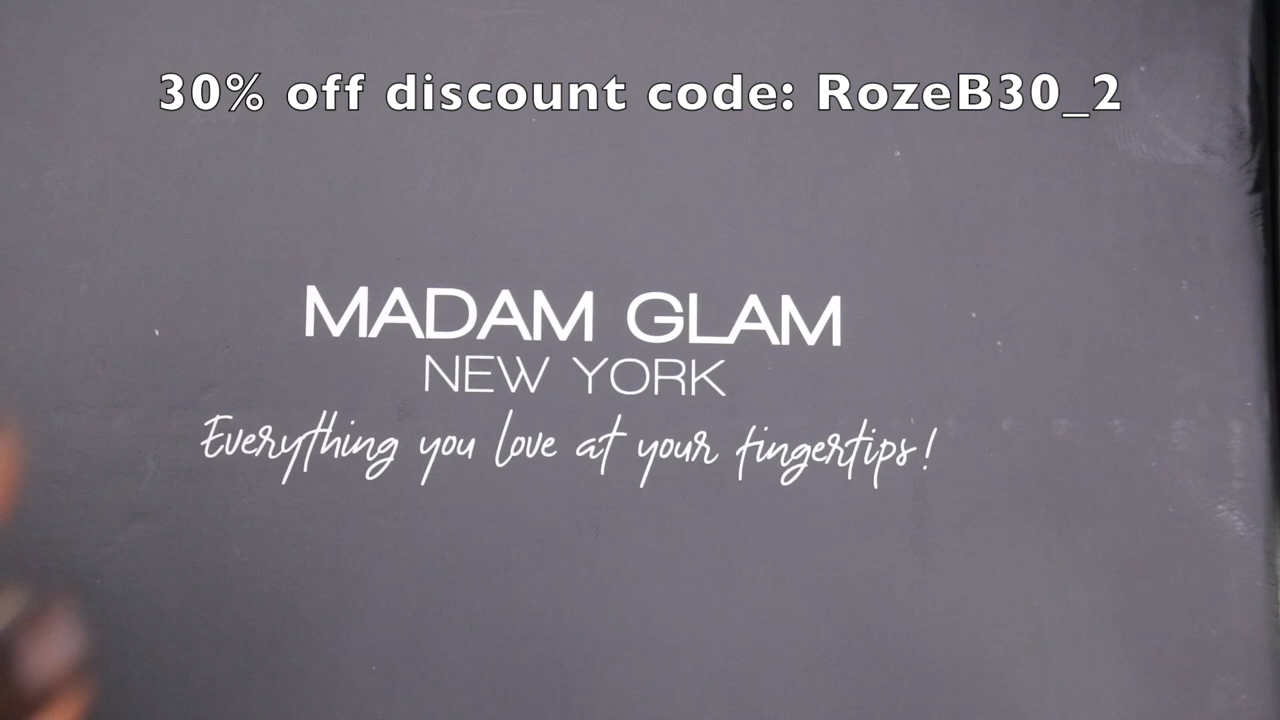 30% off discount code: RozeB30_2
MADAM GLAM
NEW YORK
Everything you love at your fingertips!